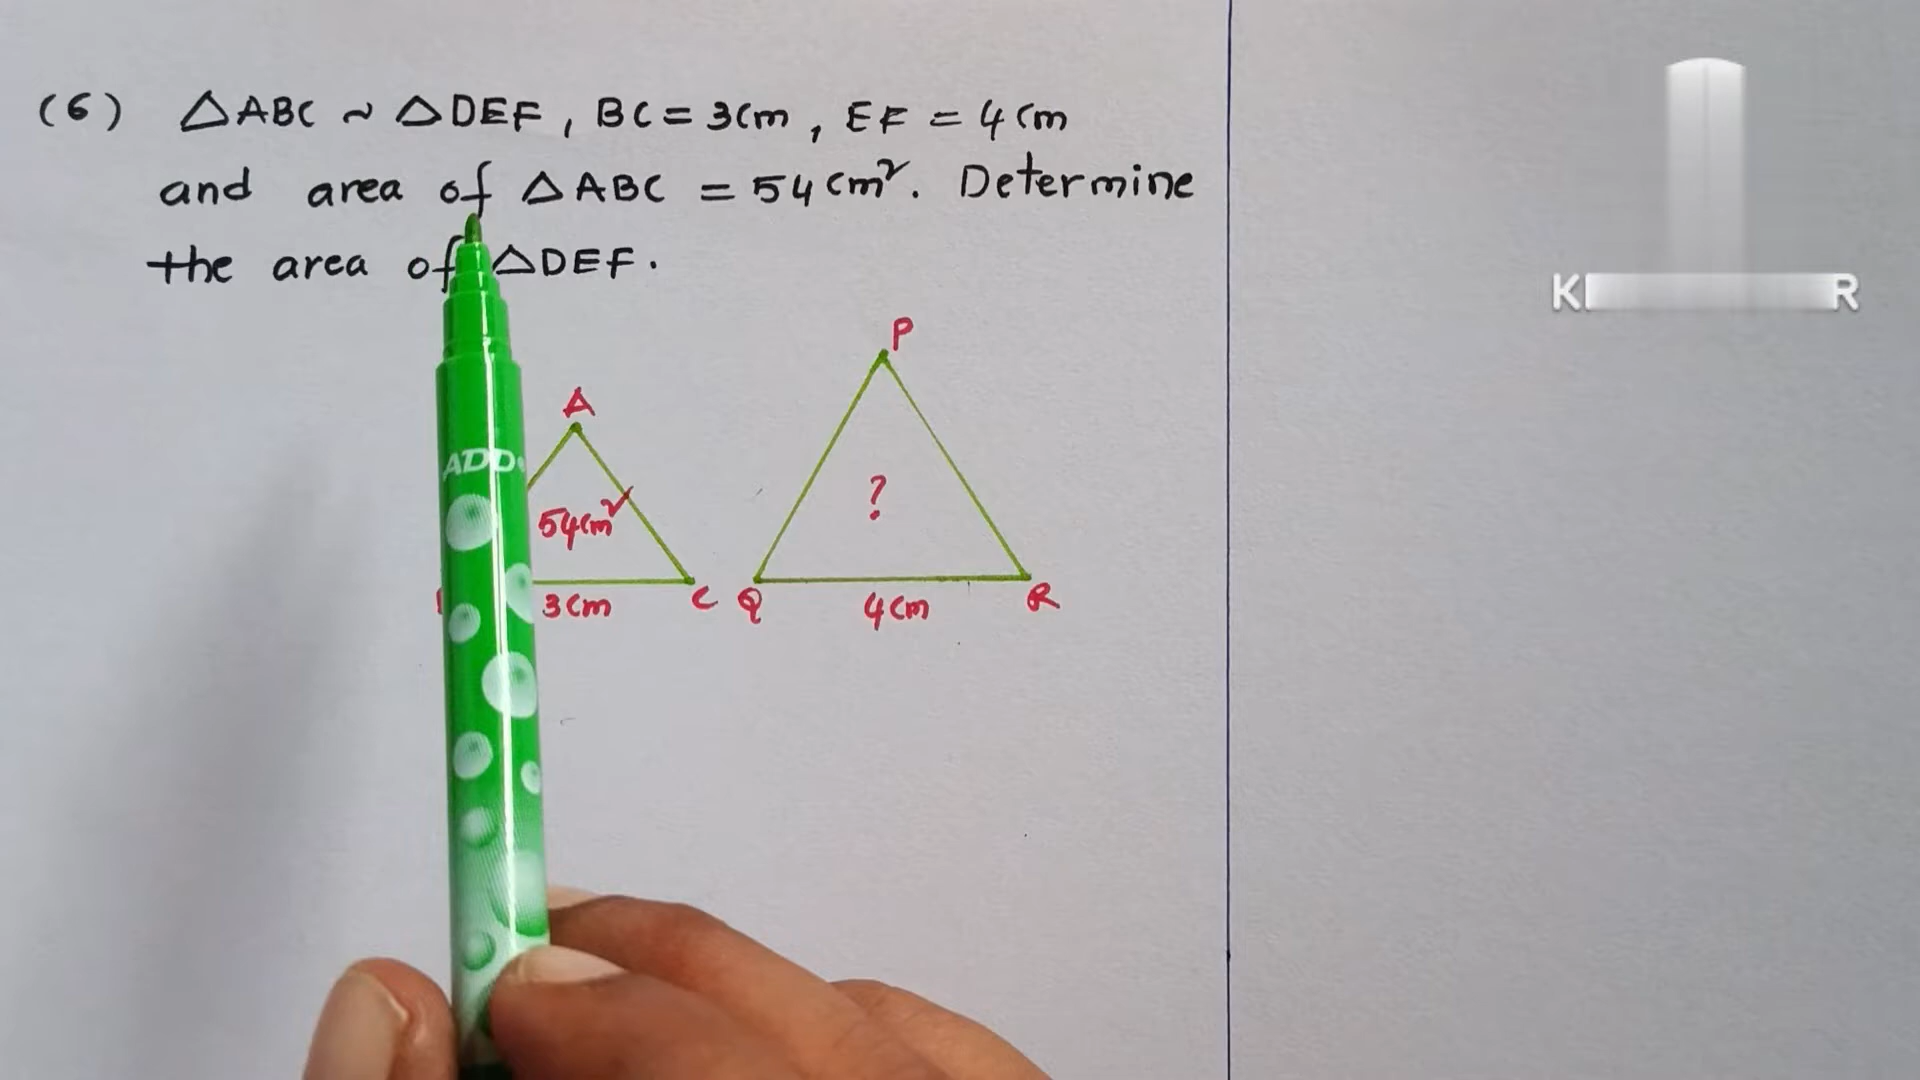 (6) △ABC ~ △DEF, BC = 3cm, EF = 4cm
and area of △ABC = 54cm². Determine
the area of △DEF.
P
A
?
54cm²
3cm C Q 4cm R
ADD
K R